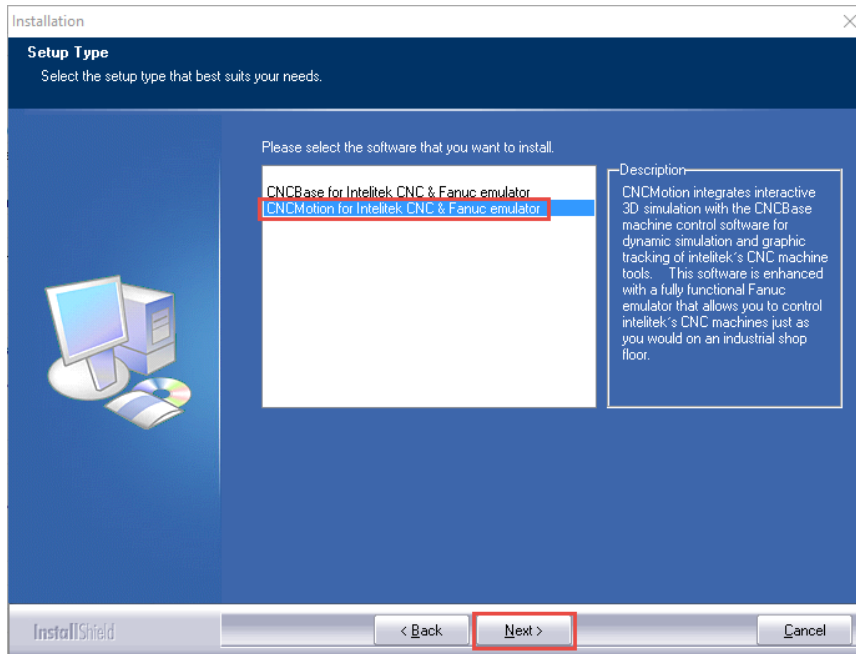 Installation
Setup Type
Select the setup type that best suits your needs.
Please select the software that you want to install.
CNCBase for Intelitek CNC & Fanuc emulator
CNCMotion for Intelitek CNC & Fanuc emulator
Description
CNCMotion integrates interactive
3D simulation with the CNCBase
machine control software for
dynamic simulation and graphic
tracking of intelitek's CNC machine
tools. This software is enhanced
with a fully functional Fanuc
emulator that allows you to control
intelitek's CNC machines just as
you would on an industrial shop
floor.
InstallShield
< Back
Next >
Cancel